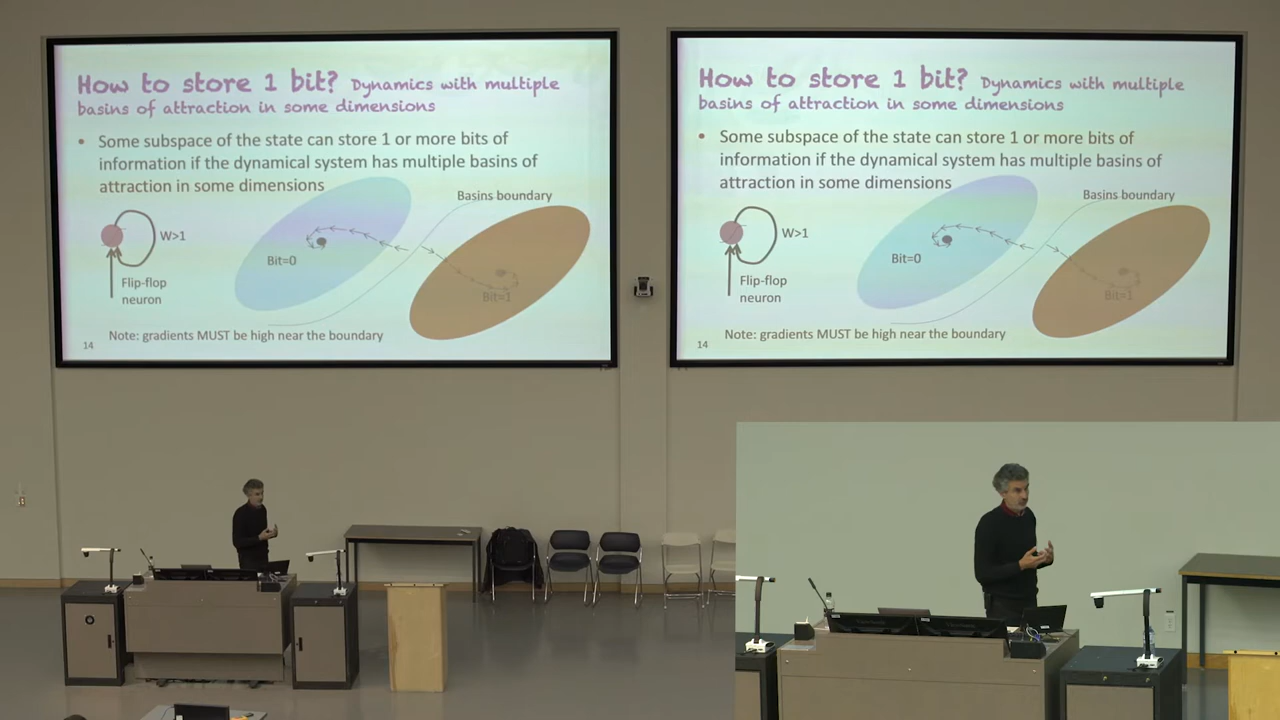 How to store 1 bit? Dynamics with multiple
basins of attraction in some dimensions
• Some subspace of the state can store 1 or more bits of
information if the dynamical system has multiple basins of
attraction in some dimensions
Basins boundary
W>1
Bit=0
Flip-flop
neuron
Bit=1
Note: gradients MUST be high near the boundary
14
How to store 1 bit? Dynamics with multiple
basins of attraction in some dimensions
• Some subspace of the state can store 1 or more bits of
information if the dynamical system has multiple basins of
attraction in some dimensions
Basins boundary
W>1
Bit=0
Flip-flop
neuron
Bit=1
Note: gradients MUST be high near the boundary
14